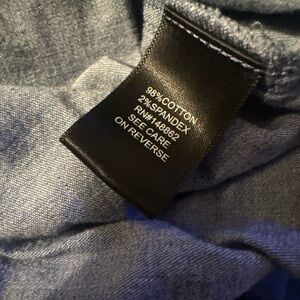 98%COTTON
2%SPANDEX
RN#148862
SEE CARE
ON REVERSE